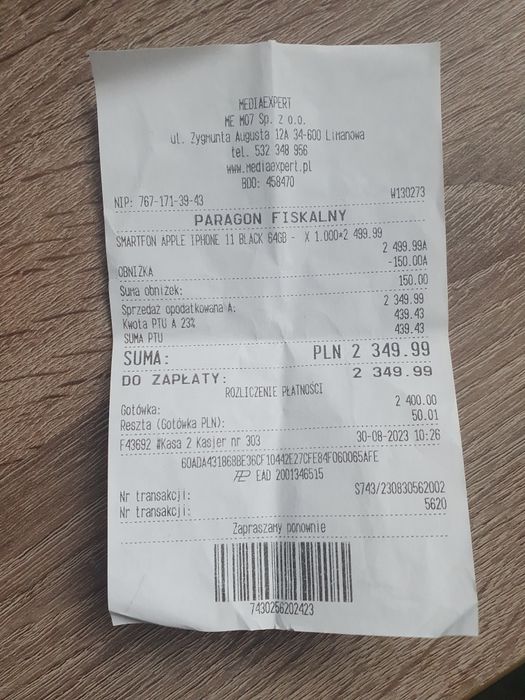 MEDIAEXPERT
ME M07 Sp. z o.o.
ul. Zygmunta Augusta 12A 34-600 Limanowa
tel. 532 348 956
www.mediaexpert.pl
BDO: 458470
NIP: 767-171-39-43 W130273
PARAGON FISKALNY
SMARTFON APPLE IPHONE 11 BLACK 64GB - X 1.000*2 499.99
2 499.99A
OBNIŻKA -150.00A
Suma obniżek: 150.00
Sprzedaż opodatkowana A: 2 349.99
Kwota PTU A 23% 439.43
SUMA PTU 439.43
SUMA: PLN 2 349.99
DO ZAPŁATY: 2 349.99
ROZLICZENIE PŁATNOŚCI
Gotówka: 2 400.00
Reszta (Gotówka PLN): 50.01
F43692 #Kasa 2 Kasjer nr 303 30-08-2023 10:26
60ADA431868BE36CF10442E27CFE84F060065AFE
EAD 2001346515
Nr transakcji: S743/230830562002
Nr transakcji: 5620
Zapraszamy ponownie
7430256202423